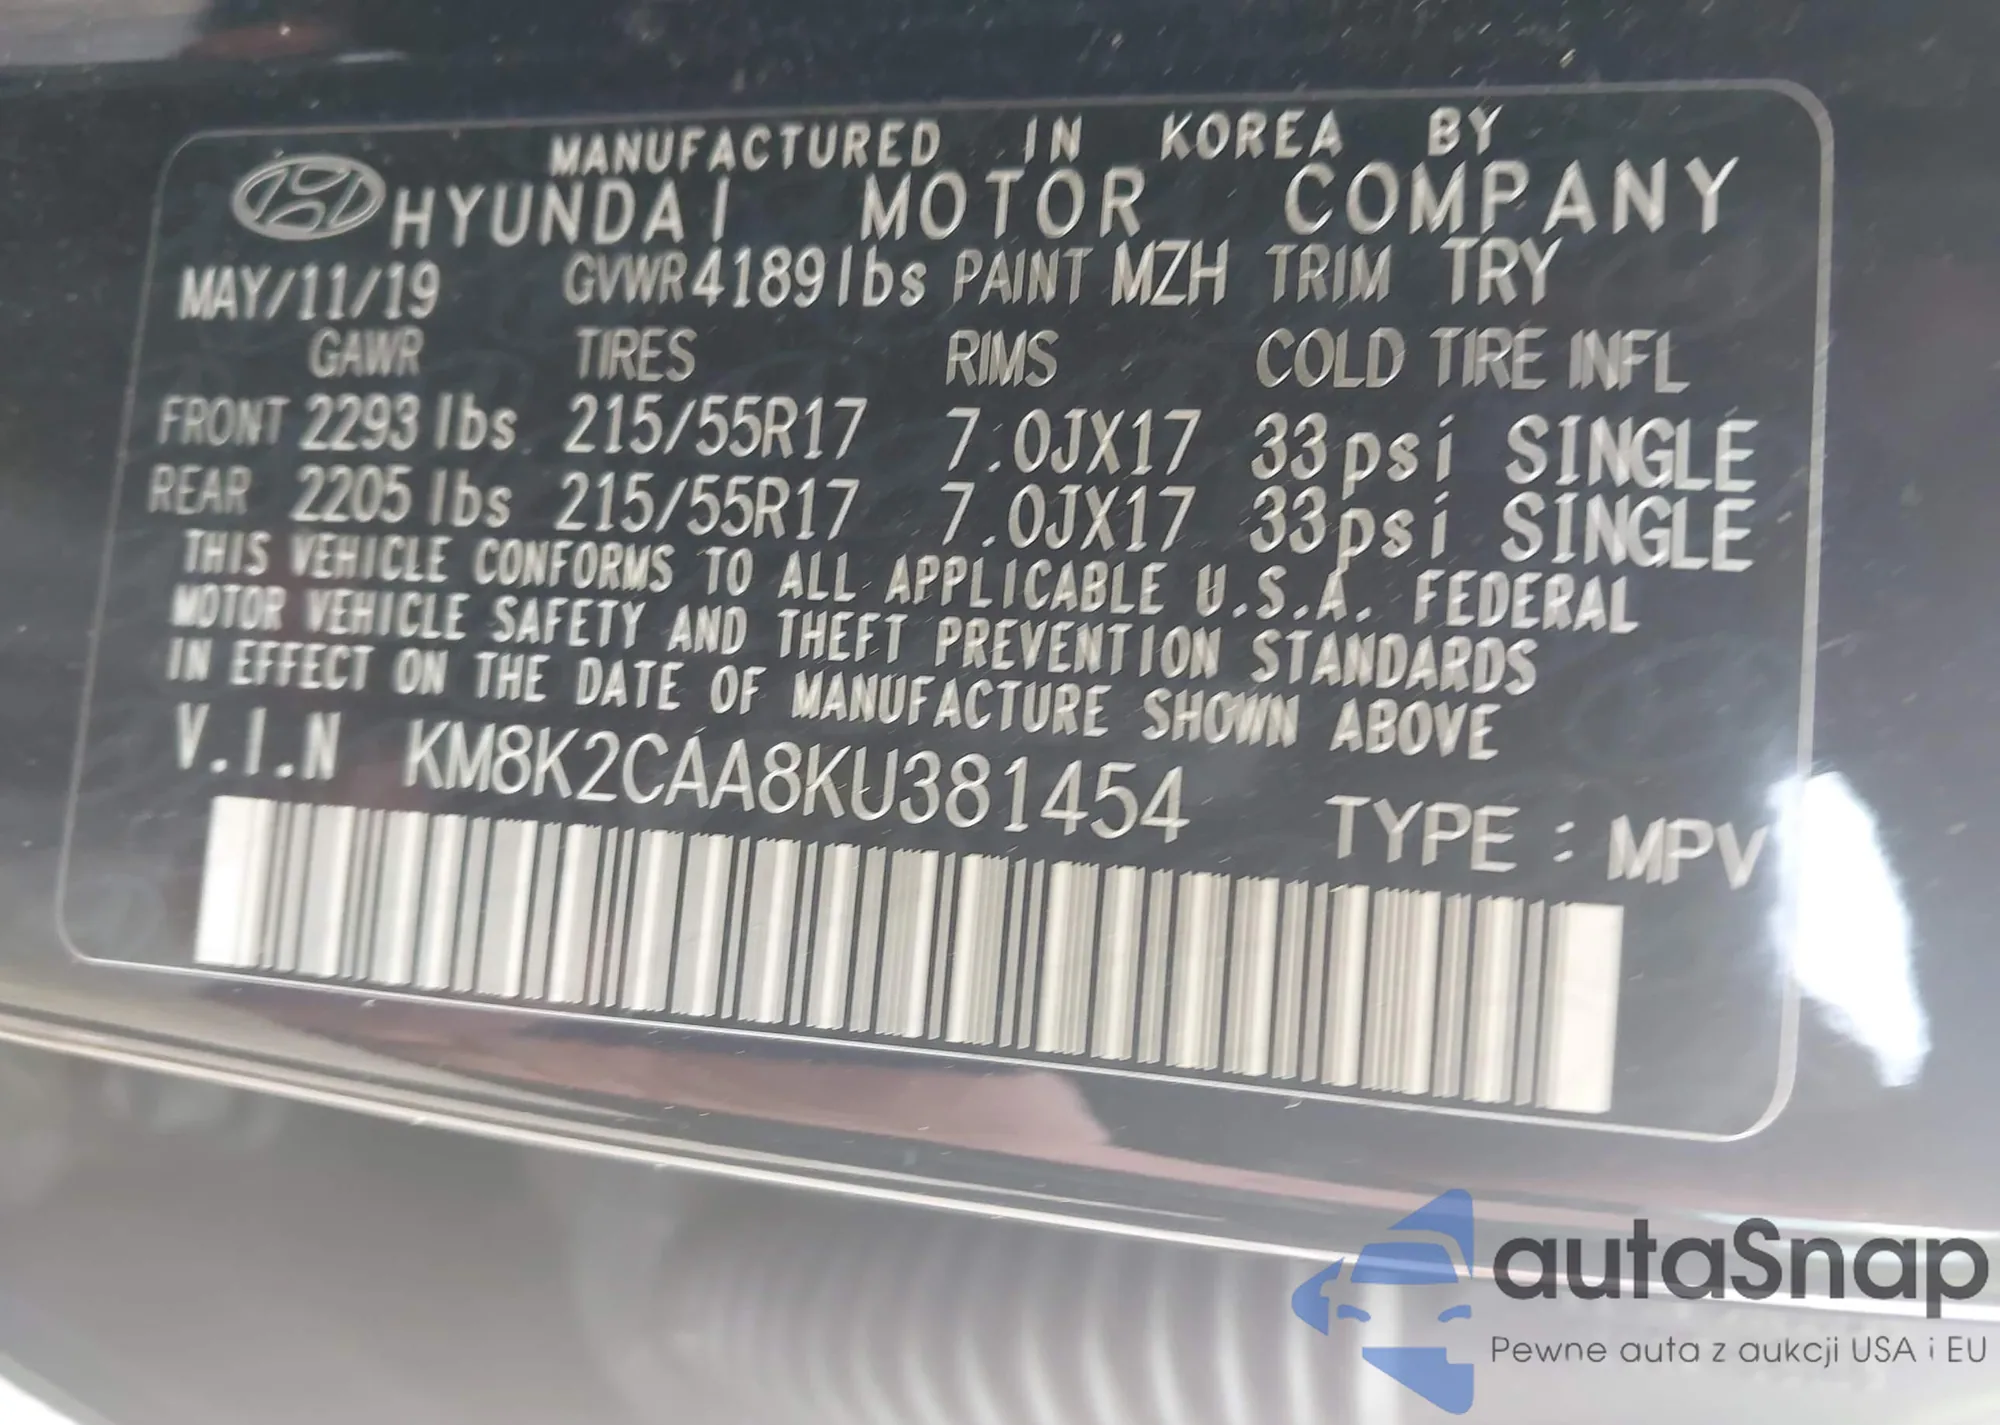 MANUFACTURED IN KOREA BY
HYUNDAI MOTOR COMPANY
MAY/11/19 GVWR 4189lbs PAINT MZH TRIM TRY
GAWR TIRES RIMS COLD TIRE INFL
FRONT 2293 lbs 215/55R17 7.0JX17 33psi SINGLE
REAR 2205 lbs 215/55R17 7.0JX17 33psi SINGLE
THIS VEHICLE CONFORMS TO ALL APPLICABLE U.S.A. FEDERAL
MOTOR VEHICLE SAFETY AND THEFT PREVENTION STANDARDS
IN EFFECT ON THE DATE OF MANUFACTURE SHOWN ABOVE
V.I.N KM8K2CAA8KU381454
TYPE : MPV
autaSnap
Pewne auta z aukcji USA i EU